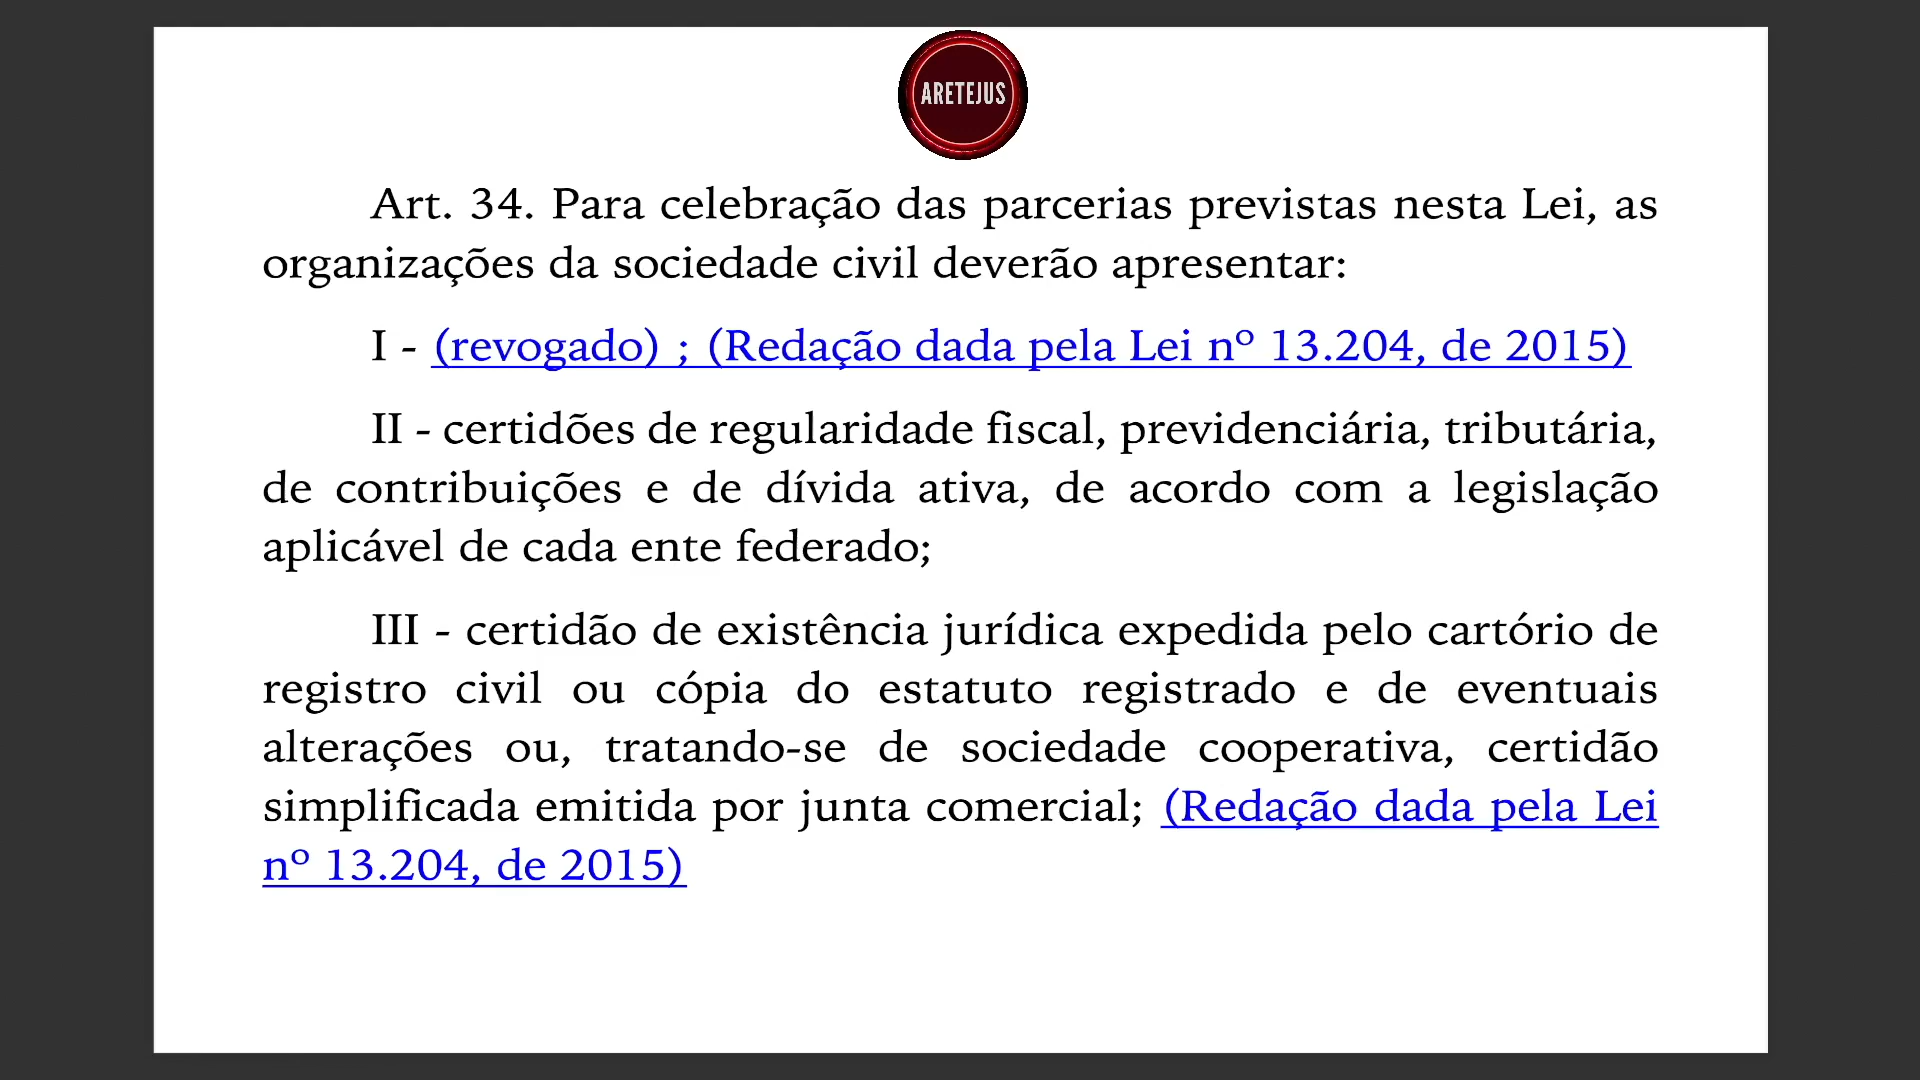 ARETEJUS
Art. 34. Para celebração das parcerias previstas nesta Lei, as
organizações da sociedade civil deverão apresentar:
I - (revogado) ; (Redação dada pela Lei nº 13.204, de 2015)
II - certidões de regularidade fiscal, previdenciária, tributária,
de contribuições e de dívida ativa, de acordo com a legislação
aplicável de cada ente federado;
III - certidão de existência jurídica expedida pelo cartório de
registro civil ou cópia do estatuto registrado e de eventuais
alterações ou, tratando-se de sociedade cooperativa, certidão
simplificada emitida por junta comercial; (Redação dada pela Lei
nº 13.204, de 2015)